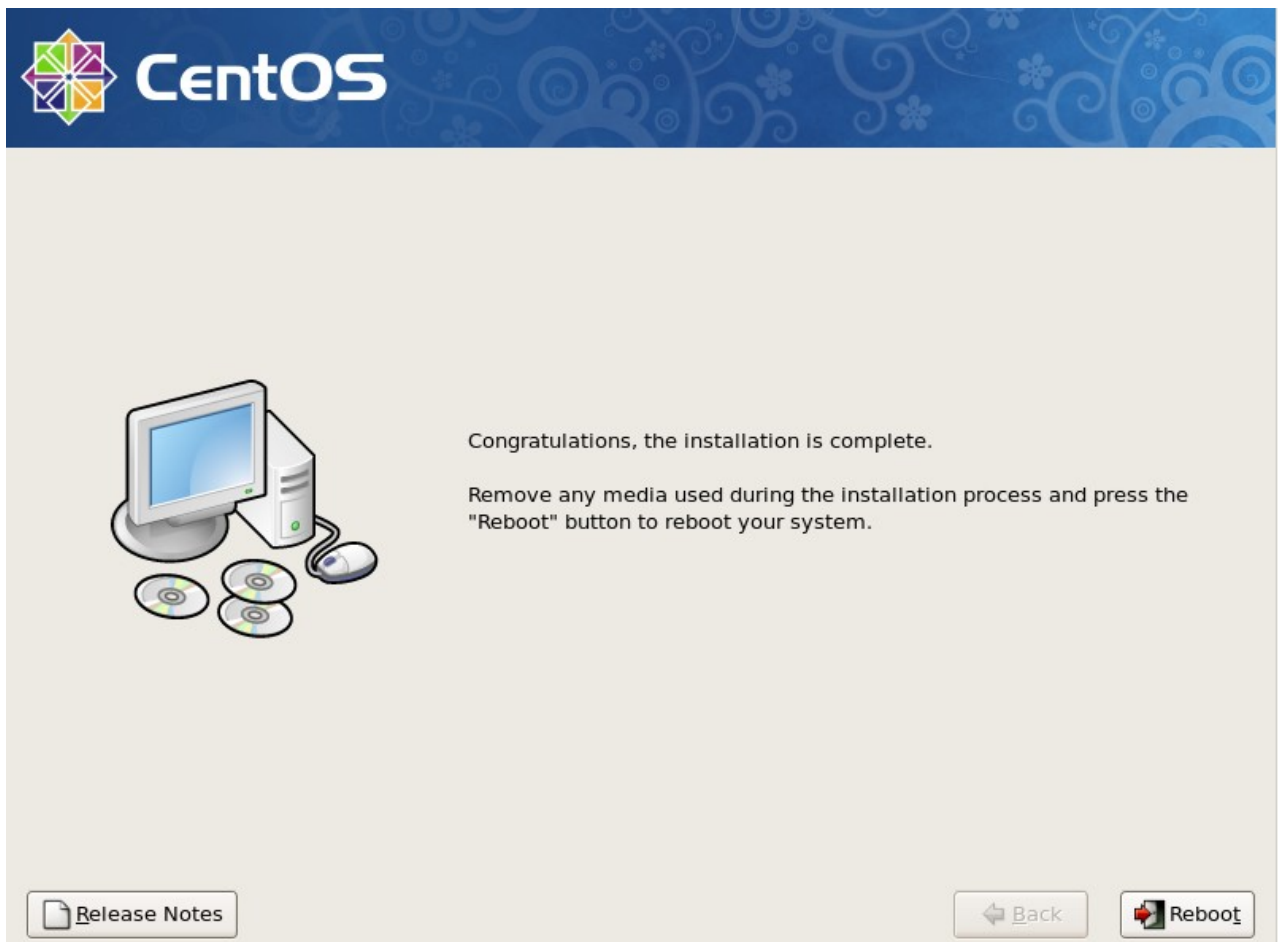 CentOS
Congratulations, the installation is complete.
Remove any media used during the installation process and press the
"Reboot" button to reboot your system.
Release Notes
Back
Reboot